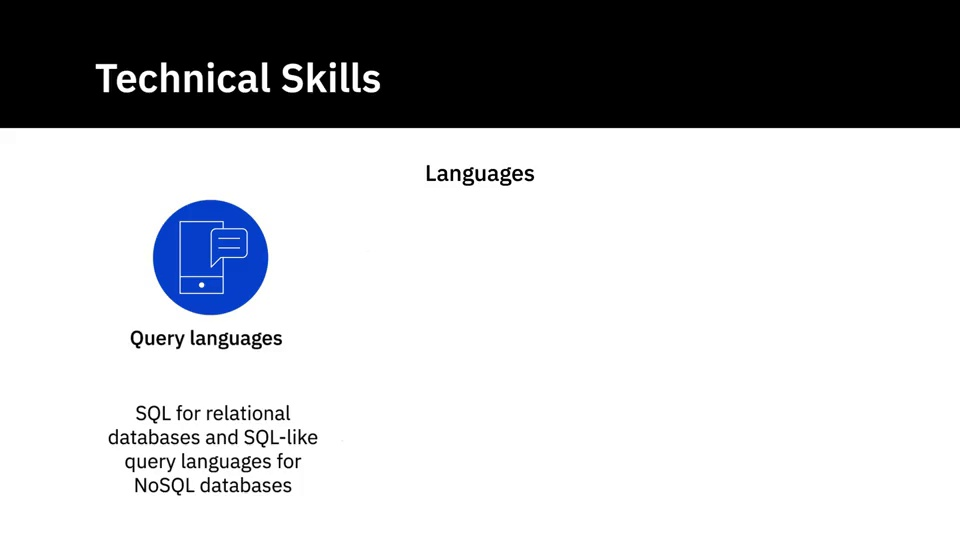 Technical Skills
Languages
Query languages
SQL for relational
databases and SQL-like
query languages for
NoSQL databases